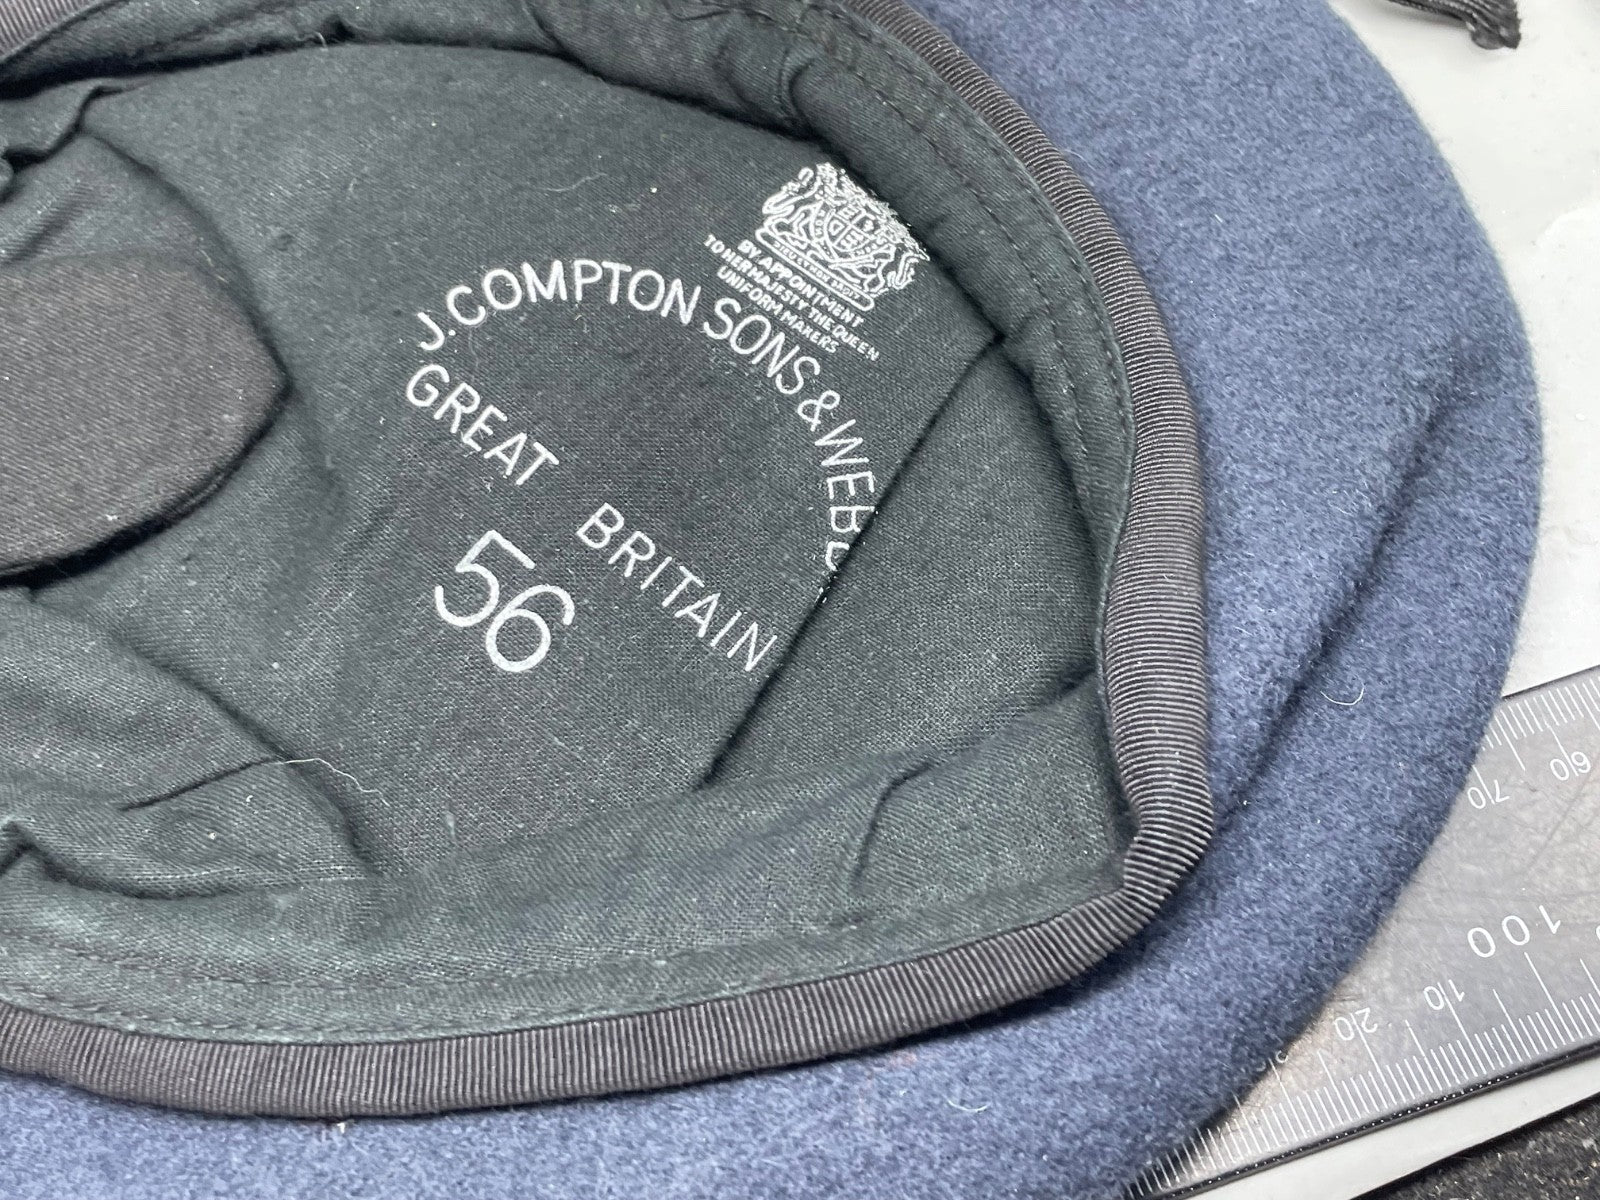 BY APPOINTMENT
TO HER MAJESTY THE QUEEN
UNIFORM MAKERS
J. COMPTON SONS & WEBB
GREAT BRITAIN
56
70 60
100
10 20